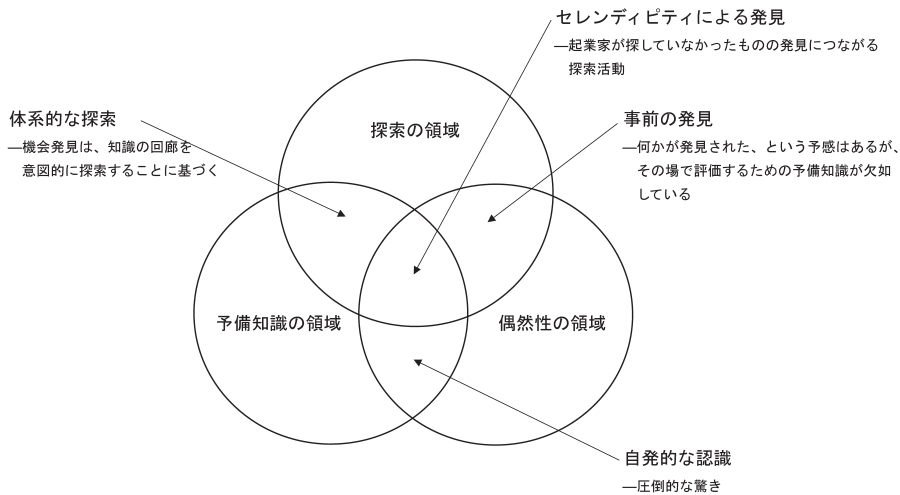 セレンディピティによる発見
―起業家が探していなかったものの発見につながる
探索活動
体系的な探索
―機会発見は、知識の回廊を
意図的に探索することに基づく
探索の領域
事前の発見
―何かが発見された、という予感はあるが、
その場で評価するための予備知識が欠如
している
予備知識の領域
偶然性の領域
自発的な認識
―圧倒的な驚き